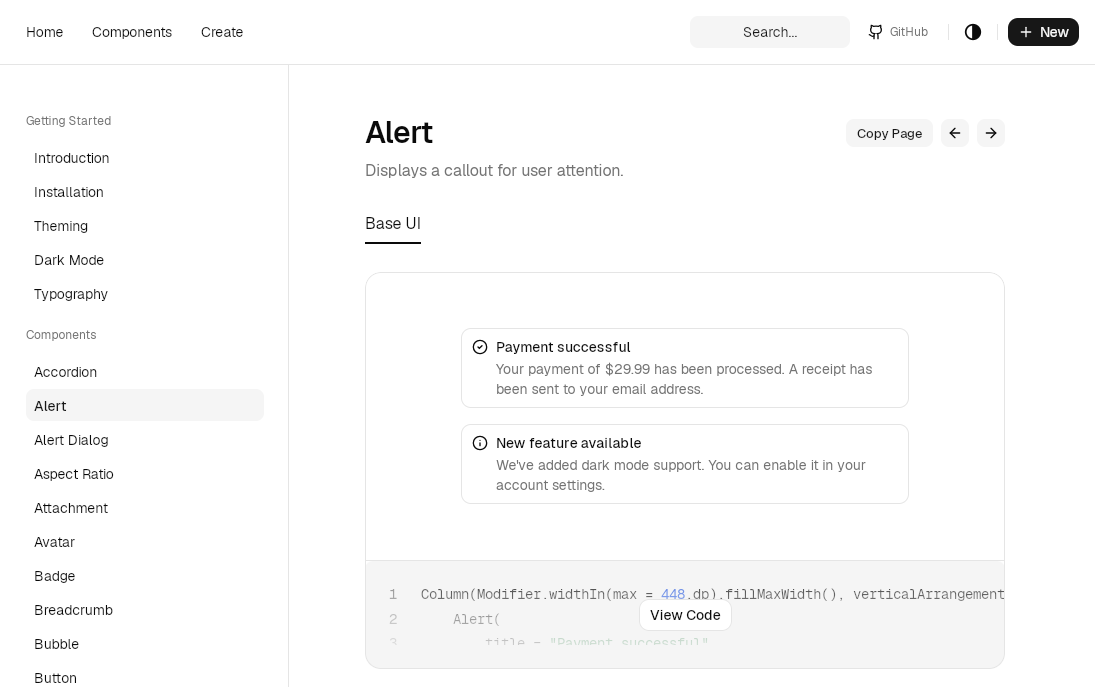 Home
Components
Create
Search...
GitHub
New
Getting Started
Introduction
Installation
Theming
Dark Mode
Typography
Components
Accordion
Alert
Alert Dialog
Aspect Ratio
Attachment
Avatar
Badge
Breadcrumb
Bubble
Button
Alert
Copy Page
Displays a callout for user attention.
Base UI
Payment successful
Your payment of $29.99 has been processed. A receipt has
been sent to your email address.
New feature available
We've added dark mode support. You can enable it in your
account settings.
1 Column(Modifier.widthIn(max = 448.dp).fillMaxWidth(), verticalArrangement
2 Alert(
3 title = "Payment successful"
View Code